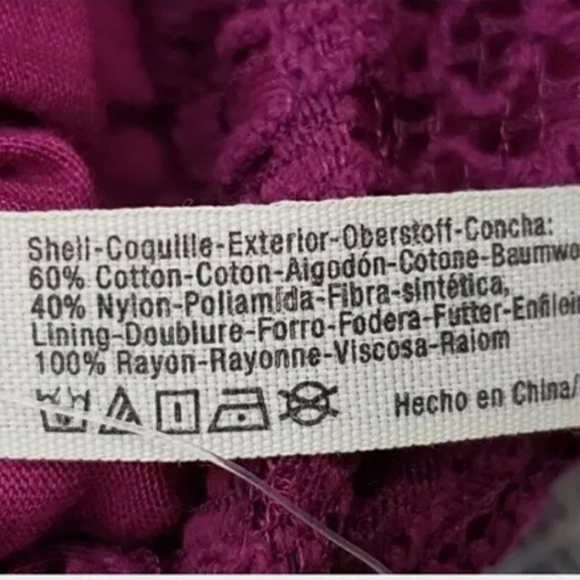 Shell-Coquille-Exterior-Oberstoff-Concha:
60% Cotton-Coton-Algodón-Cotone-Baumwo
40% Nylon-Poliamida-Fibra-sintética,
Lining-Doublure-Forro-Fodera-Futter-Enfilei
100% Rayon-Rayonne-Viscosa-Raiom
Hecho en China/